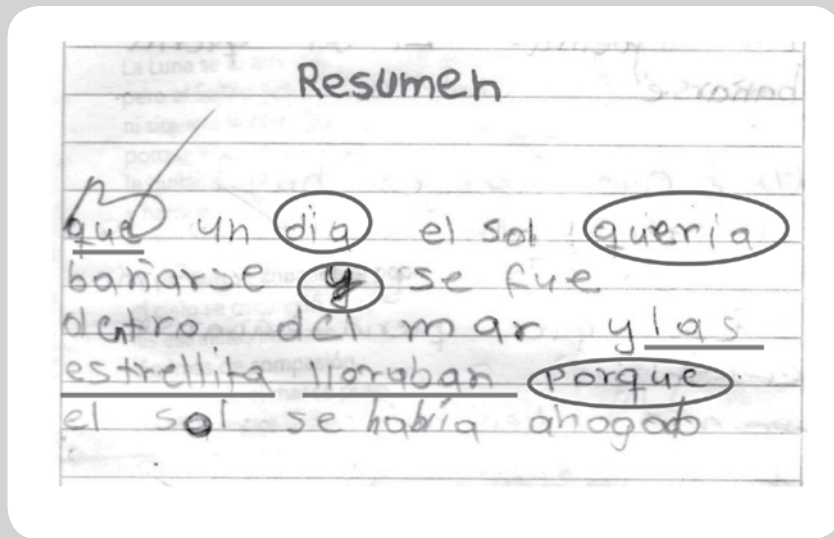 Resumen
que un dia el sol queria
bañarse y se fue
detro del mar y las
estrellita lloraban porque
el sol se había ahogado